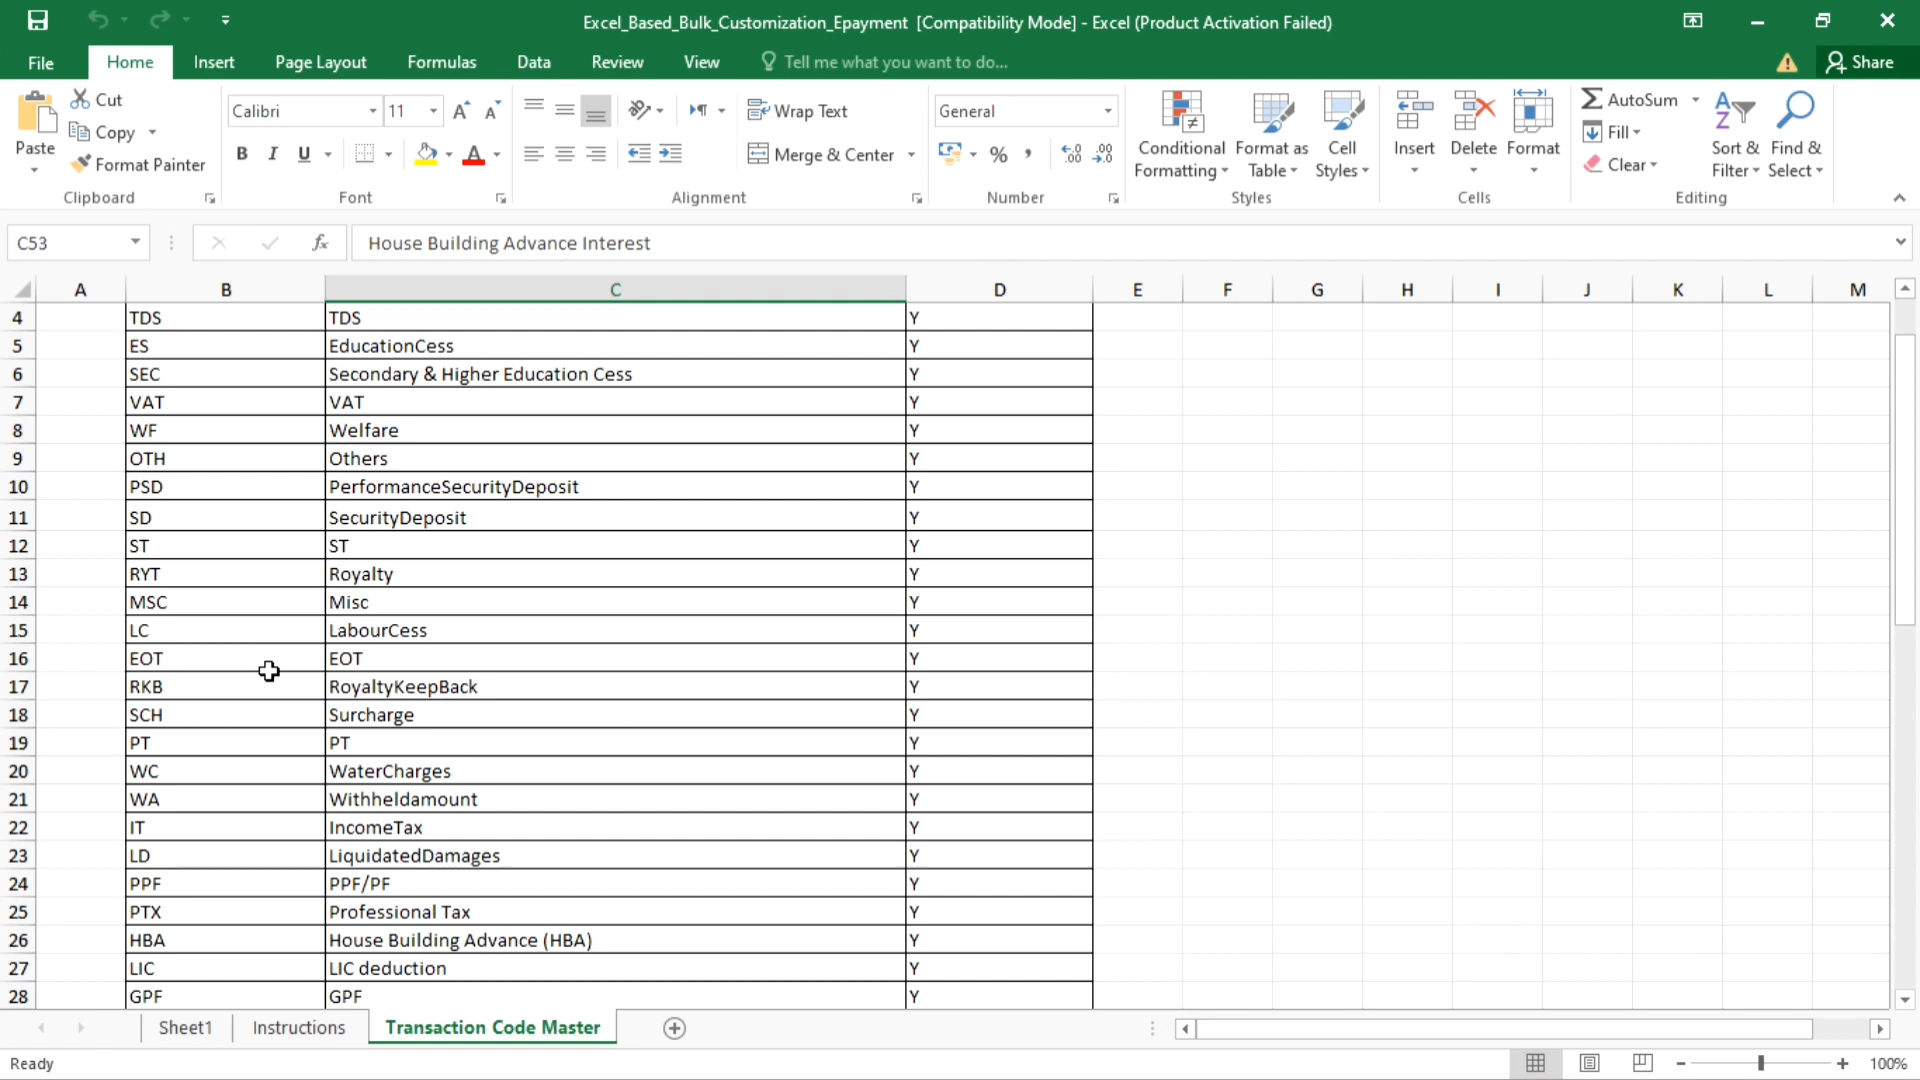 Excel_Based_Bulk_Customization_Epayment [Compatibility Mode] - Excel (Product Activation Failed)
File Home Insert Page Layout Formulas Data Review View Tell me what you want to do... Share
Paste
Cut
Copy
Format Painter
Clipboard
Calibri 11
B I U A
Font
Wrap Text
Merge & Center
Alignment
General
% ,
Number
Conditional Formatting
Format as Table
Cell Styles
Styles
Insert
Delete
Format
Cells
AutoSum
Fill
Clear
Sort & Filter
Find & Select
Editing
C53 fx House Building Advance Interest
A B C D E F G H I J K L M
4 TDS TDS Y
5 ES EducationCess Y
6 SEC Secondary & Higher Education Cess Y
7 VAT VAT Y
8 WF Welfare Y
9 OTH Others Y
10 PSD PerformanceSecurityDeposit Y
11 SD SecurityDeposit Y
12 ST ST Y
13 RYT Royalty Y
14 MSC Misc Y
15 LC LabourCess Y
16 EOT EOT Y
17 RKB RoyaltyKeepBack Y
18 SCH Surcharge Y
19 PT PT Y
20 WC WaterCharges Y
21 WA Withheldamount Y
22 IT IncomeTax Y
23 LD LiquidatedDamages Y
24 PPF PPF/PF Y
25 PTX Professional Tax Y
26 HBA House Building Advance (HBA) Y
27 LIC LIC deduction Y
28 GPF GPF Y
Sheet1 Instructions Transaction Code Master
Ready 100%